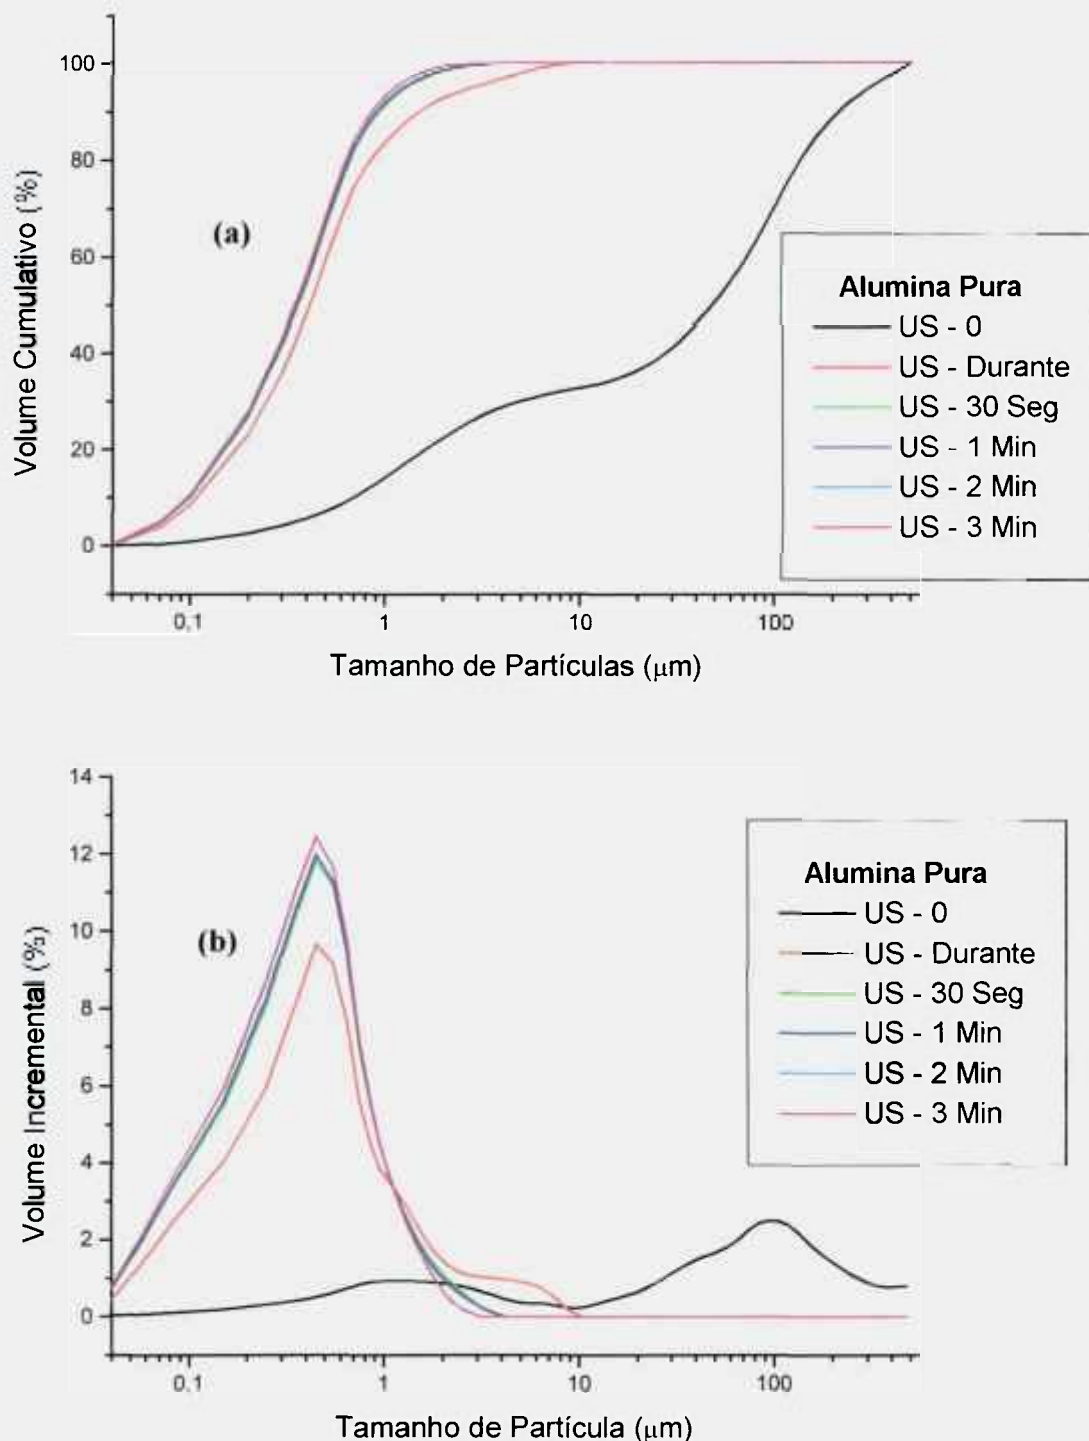 100
80
60
40
20
0
Volume Cumulativo (%)
(a)
Alumina Pura
US - 0
US - Durante
US - 30 Seg
US - 1 Min
US - 2 Min
US - 3 Min
0,1 1 10 100
Tamanho de Partículas (μm)
14
12
10
8
6
4
2
0
Volume Incremental (%)
(b)
Alumina Pura
US - 0
US - Durante
US - 30 Seg
US - 1 Min
US - 2 Min
US - 3 Min
0,1 1 10 100
Tamanho de Partícula (μm)